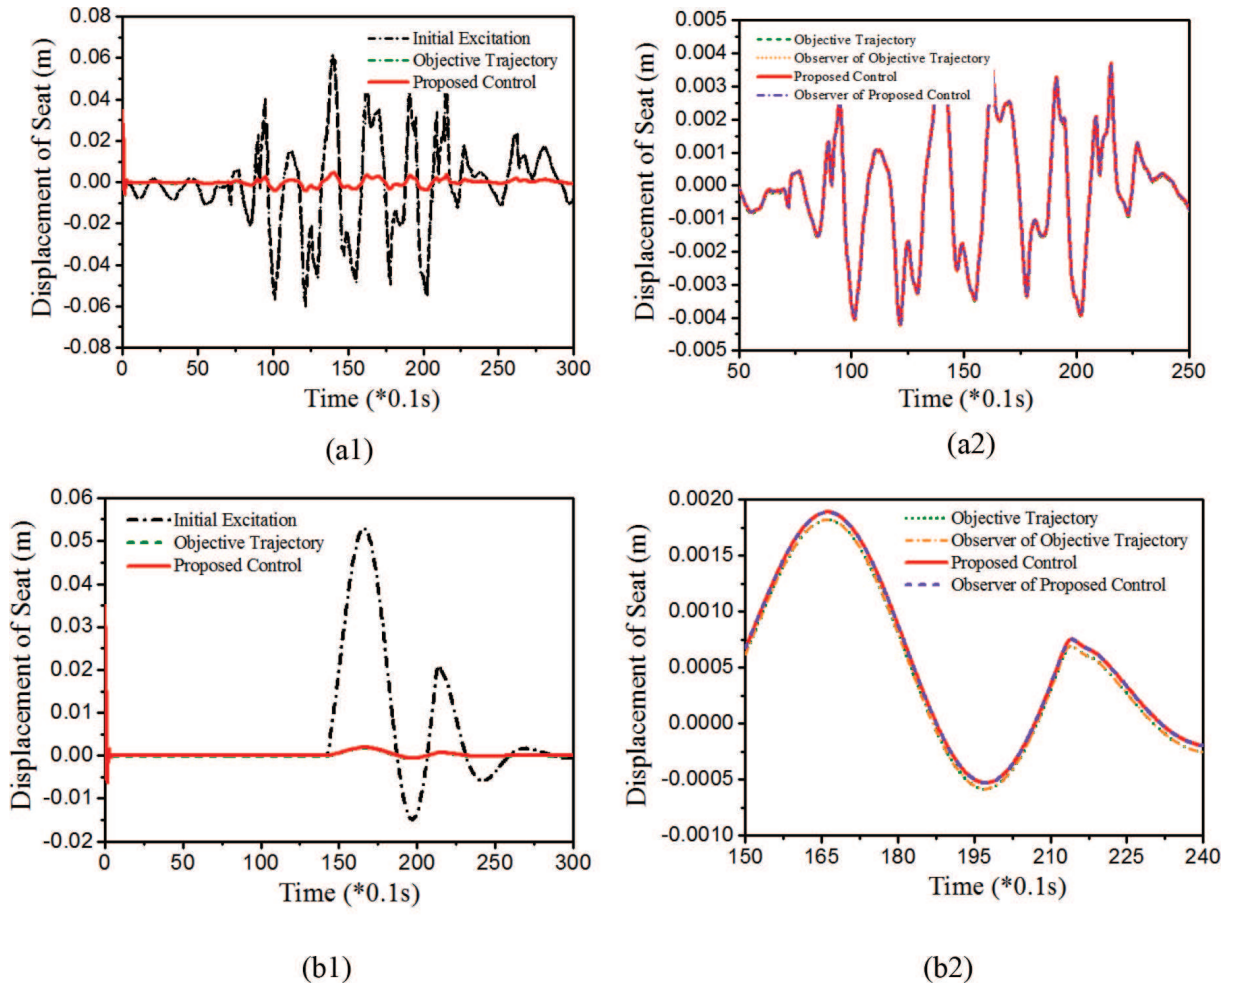 0.08
0.06
0.04
0.02
0.00
-0.02
-0.04
-0.06
-0.08
Displacement of Seat (m)
Initial Excitation
Objective Trajectory
Proposed Control
0 50 100 150 200 250 300
Time (*0.1s)
(a1)
0.005
0.004
0.003
0.002
0.001
0.000
-0.001
-0.002
-0.003
-0.004
-0.005
Displacement of Seat (m)
Objective Trajectory
Observer of Objective Trajectory
Proposed Control
Observer of Proposed Control
50 100 150 200 250
Time (*0.1s)
(a2)
0.06
0.05
0.04
0.03
0.02
0.01
0.00
-0.01
-0.02
Displacement of Seat (m)
Initial Excitation
Objective Trajectory
Proposed Control
0 50 100 150 200 250 300
Time (*0.1s)
(b1)
0.0020
0.0015
0.0010
0.0005
0.0000
-0.0005
-0.0010
Displacement of Seat (m)
Objective Trajectory
Observer of Objective Trajectory
Proposed Control
Observer of Proposed Control
150 165 180 195 210 225 240
Time (*0.1s)
(b2)